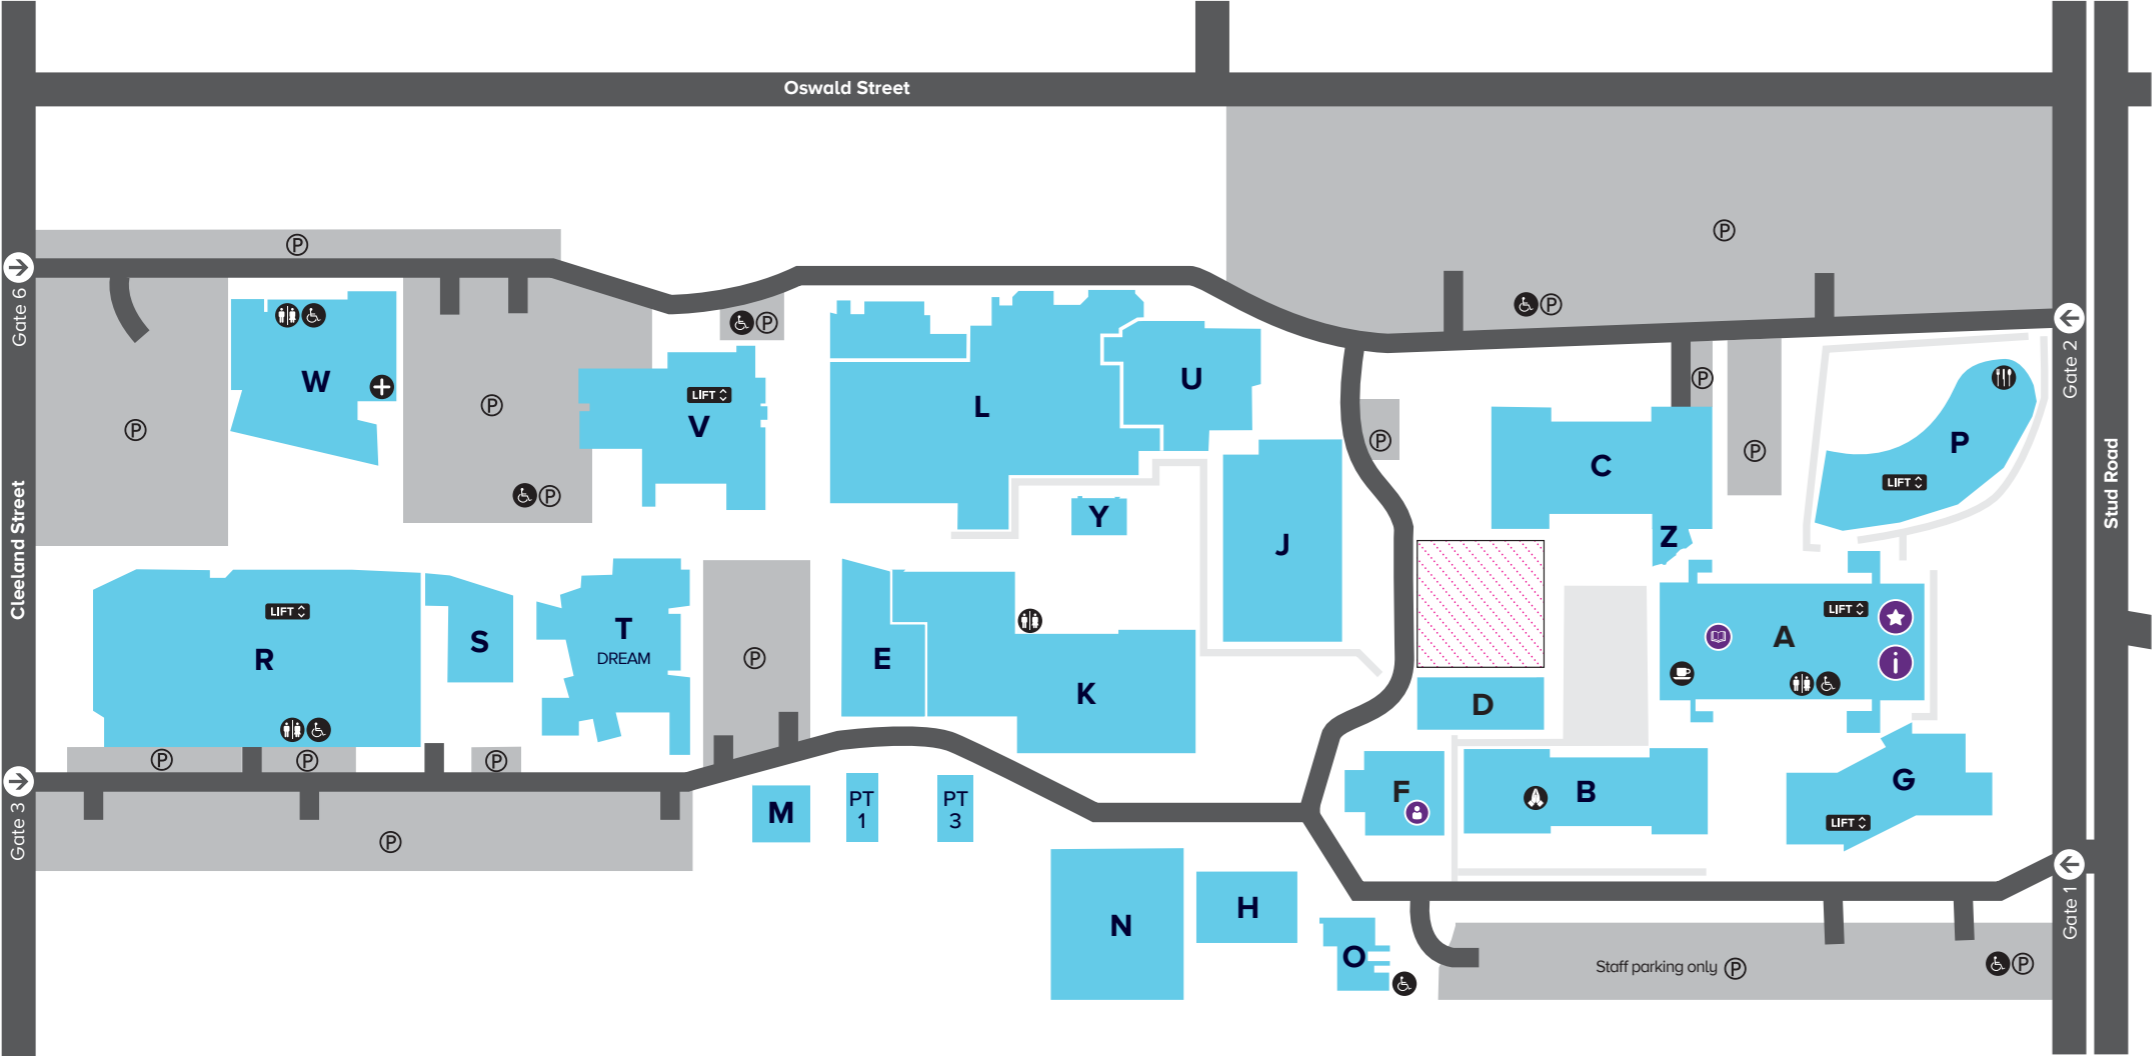 Oswald Street
P
P
Gate 6
P
P
Gate 2
W
LIFT
V
P
P
P
L
U
P
P
P
C
P
LIFT
P
Cleeland Street
Stud Road
Y
J
Z
R
LIFT
S
T
DREAM
P
E
K
A
LIFT
i
D
P
P
P
Gate 3
P
M
PT
1
PT
3
F
B
G
LIFT
Gate 1
N
H
O
Staff parking only P
P